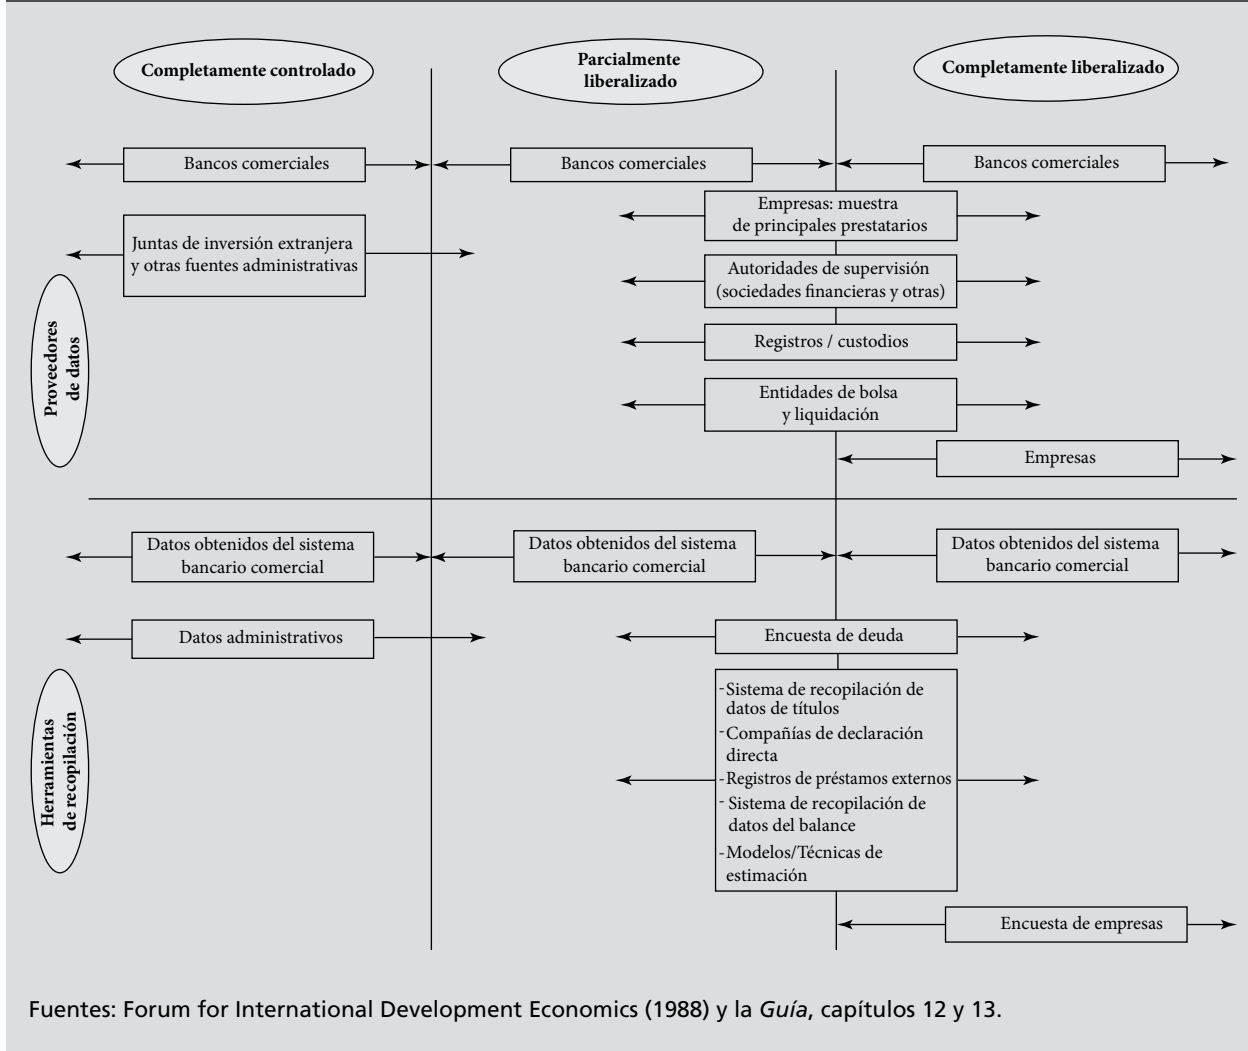 Completamente controlado
Parcialmente
liberalizado
Completamente liberalizado
Proveedores
de datos
Bancos comerciales
Bancos comerciales
Bancos comerciales
Empresas: muestra
de principales prestatarios
Juntas de inversión extranjera
y otras fuentes administrativas
Autoridades de supervisión
(sociedades financieras y otras)
Registros / custodios
Entidades de bolsa
y liquidación
Empresas
Herramientas
de recopilación
Datos obtenidos del sistema
bancario comercial
Datos obtenidos del sistema
bancario comercial
Datos obtenidos del sistema
bancario comercial
Datos administrativos
Encuesta de deuda
-Sistema de recopilación de
datos de títulos
-Compañías de declaración
directa
-Registros de préstamos externos
- Sistema de recopilación de
datos del balance
-Modelos/Técnicas de
estimación
Encuesta de empresas
Fuentes: Forum for International Development Economics (1988) y la Guía, capítulos 12 y 13.